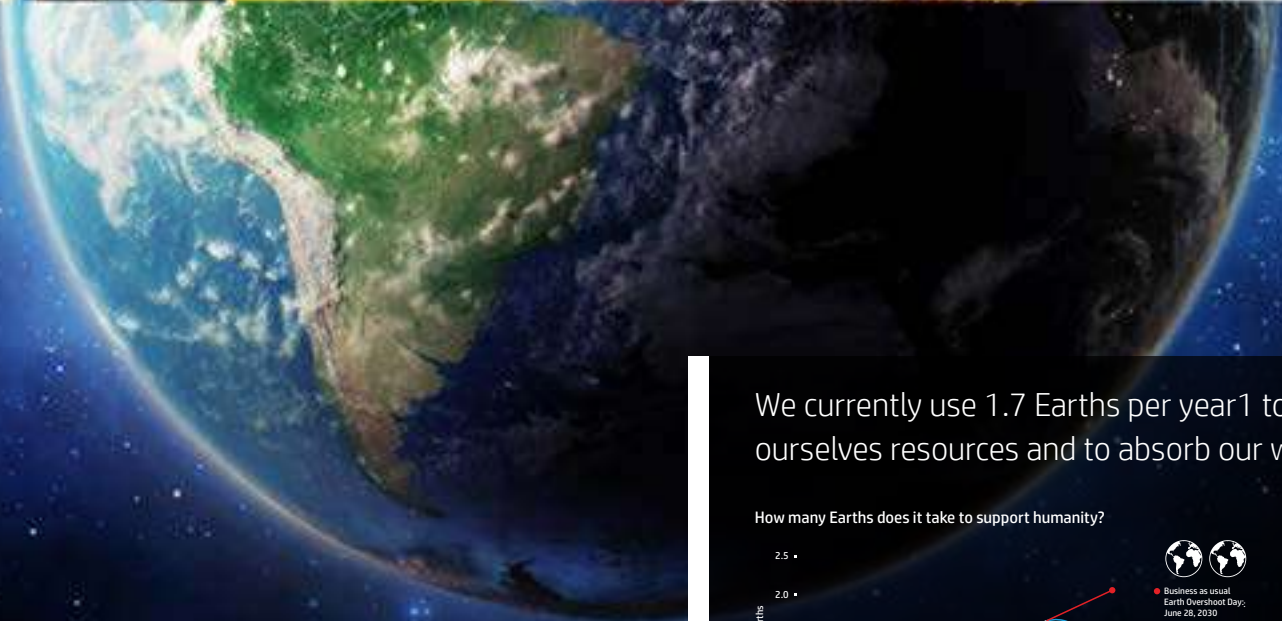 We currently use 1.7 Earths per year1 to
ourselves resources and to absorb our
How many Earths does it take to support humanity?
2.5
2.0
Business as usual
Earth Overshoot Day:
June 28, 2030